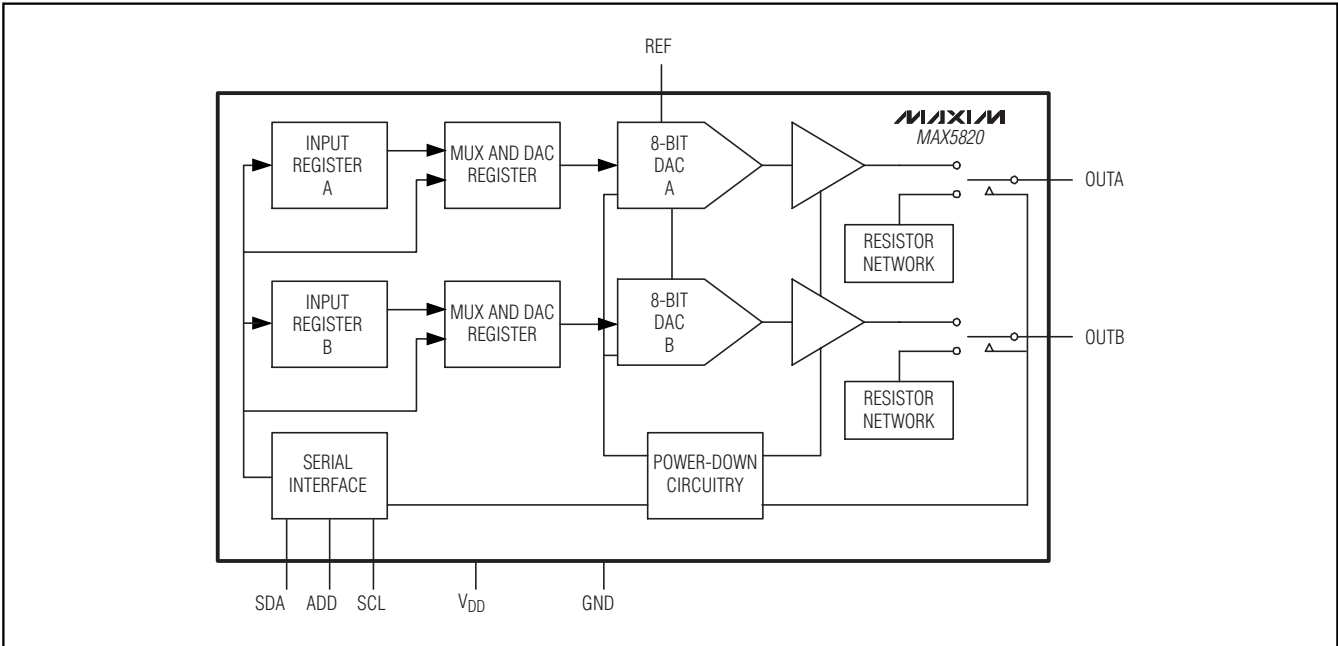 REF
MAXIM
MAX5820
INPUT
REGISTER
A
MUX AND DAC
REGISTER
8-BIT
DAC
A
OUTA
RESISTOR
NETWORK
INPUT
REGISTER
B
MUX AND DAC
REGISTER
8-BIT
DAC
B
OUTB
RESISTOR
NETWORK
SERIAL
INTERFACE
POWER-DOWN
CIRCUITRY
SDA ADD SCL VDD GND